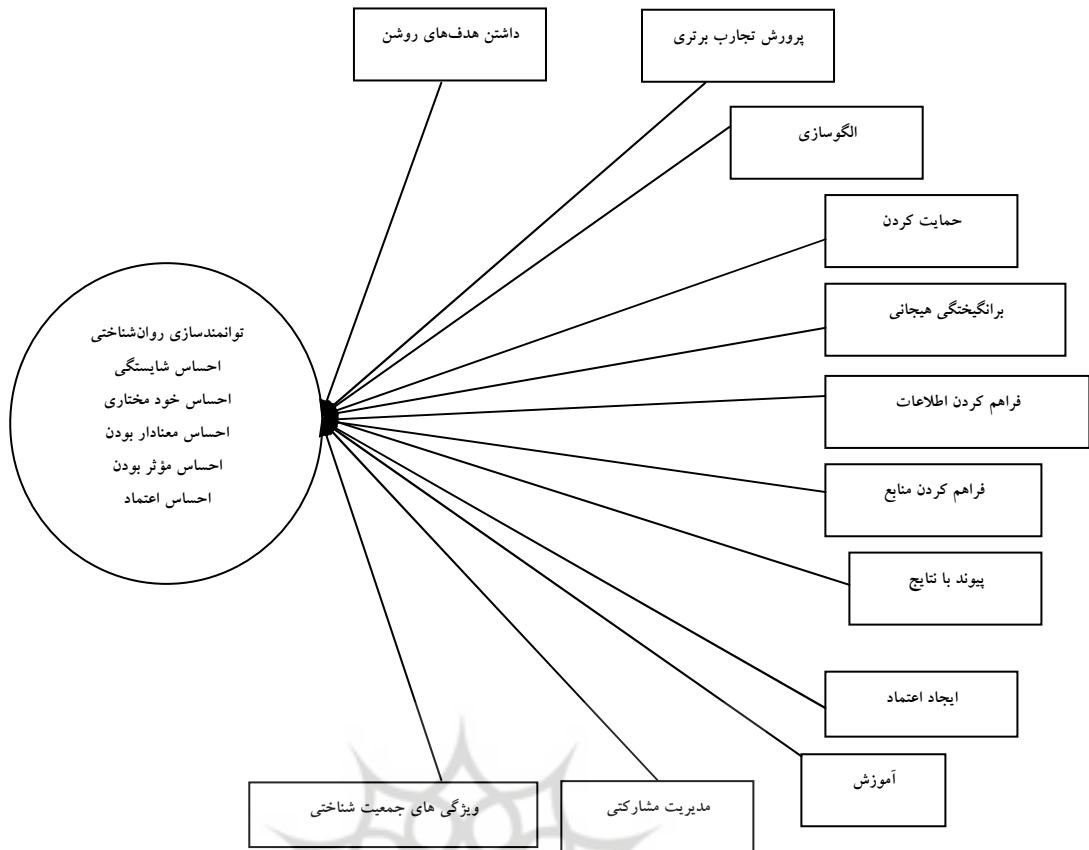 داشتن هدف‌های روشن
پرورش تجارب برتری
الگوسازی
حمایت کردن
برانگیختگی هیجانی
فراهم کردن اطلاعات
فراهم کردن منابع
پیوند با نتایج
ایجاد اعتماد
آموزش
مدیریت مشارکتی
ویژگی های جمعیت شناختی
توانمندسازی روان‌شناختی
احساس شایستگی
احساس خود مختاری
احساس معنادار بودن
احساس مؤثر بودن
احساس اعتماد